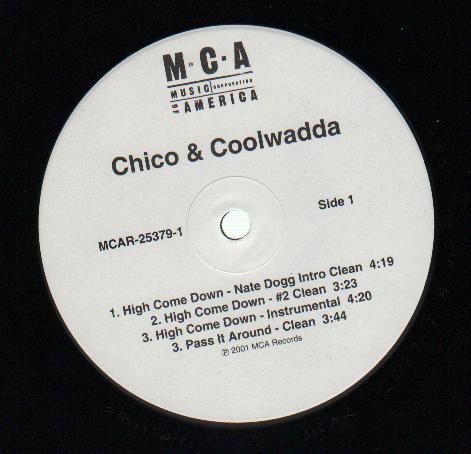 M·C·A
MUSIC CORPORATION
OF AMERICA
Chico & Coolwadda
Side 1
MCAR-25379-1
1. High Come Down - Nate Dogg Intro Clean 4:19
2. High Come Down - #2 Clean 3:23
3. High Come Down - Instrumental 4:20
3. Pass It Around - Clean 3:44
℗ 2001 MCA Records
MCAR